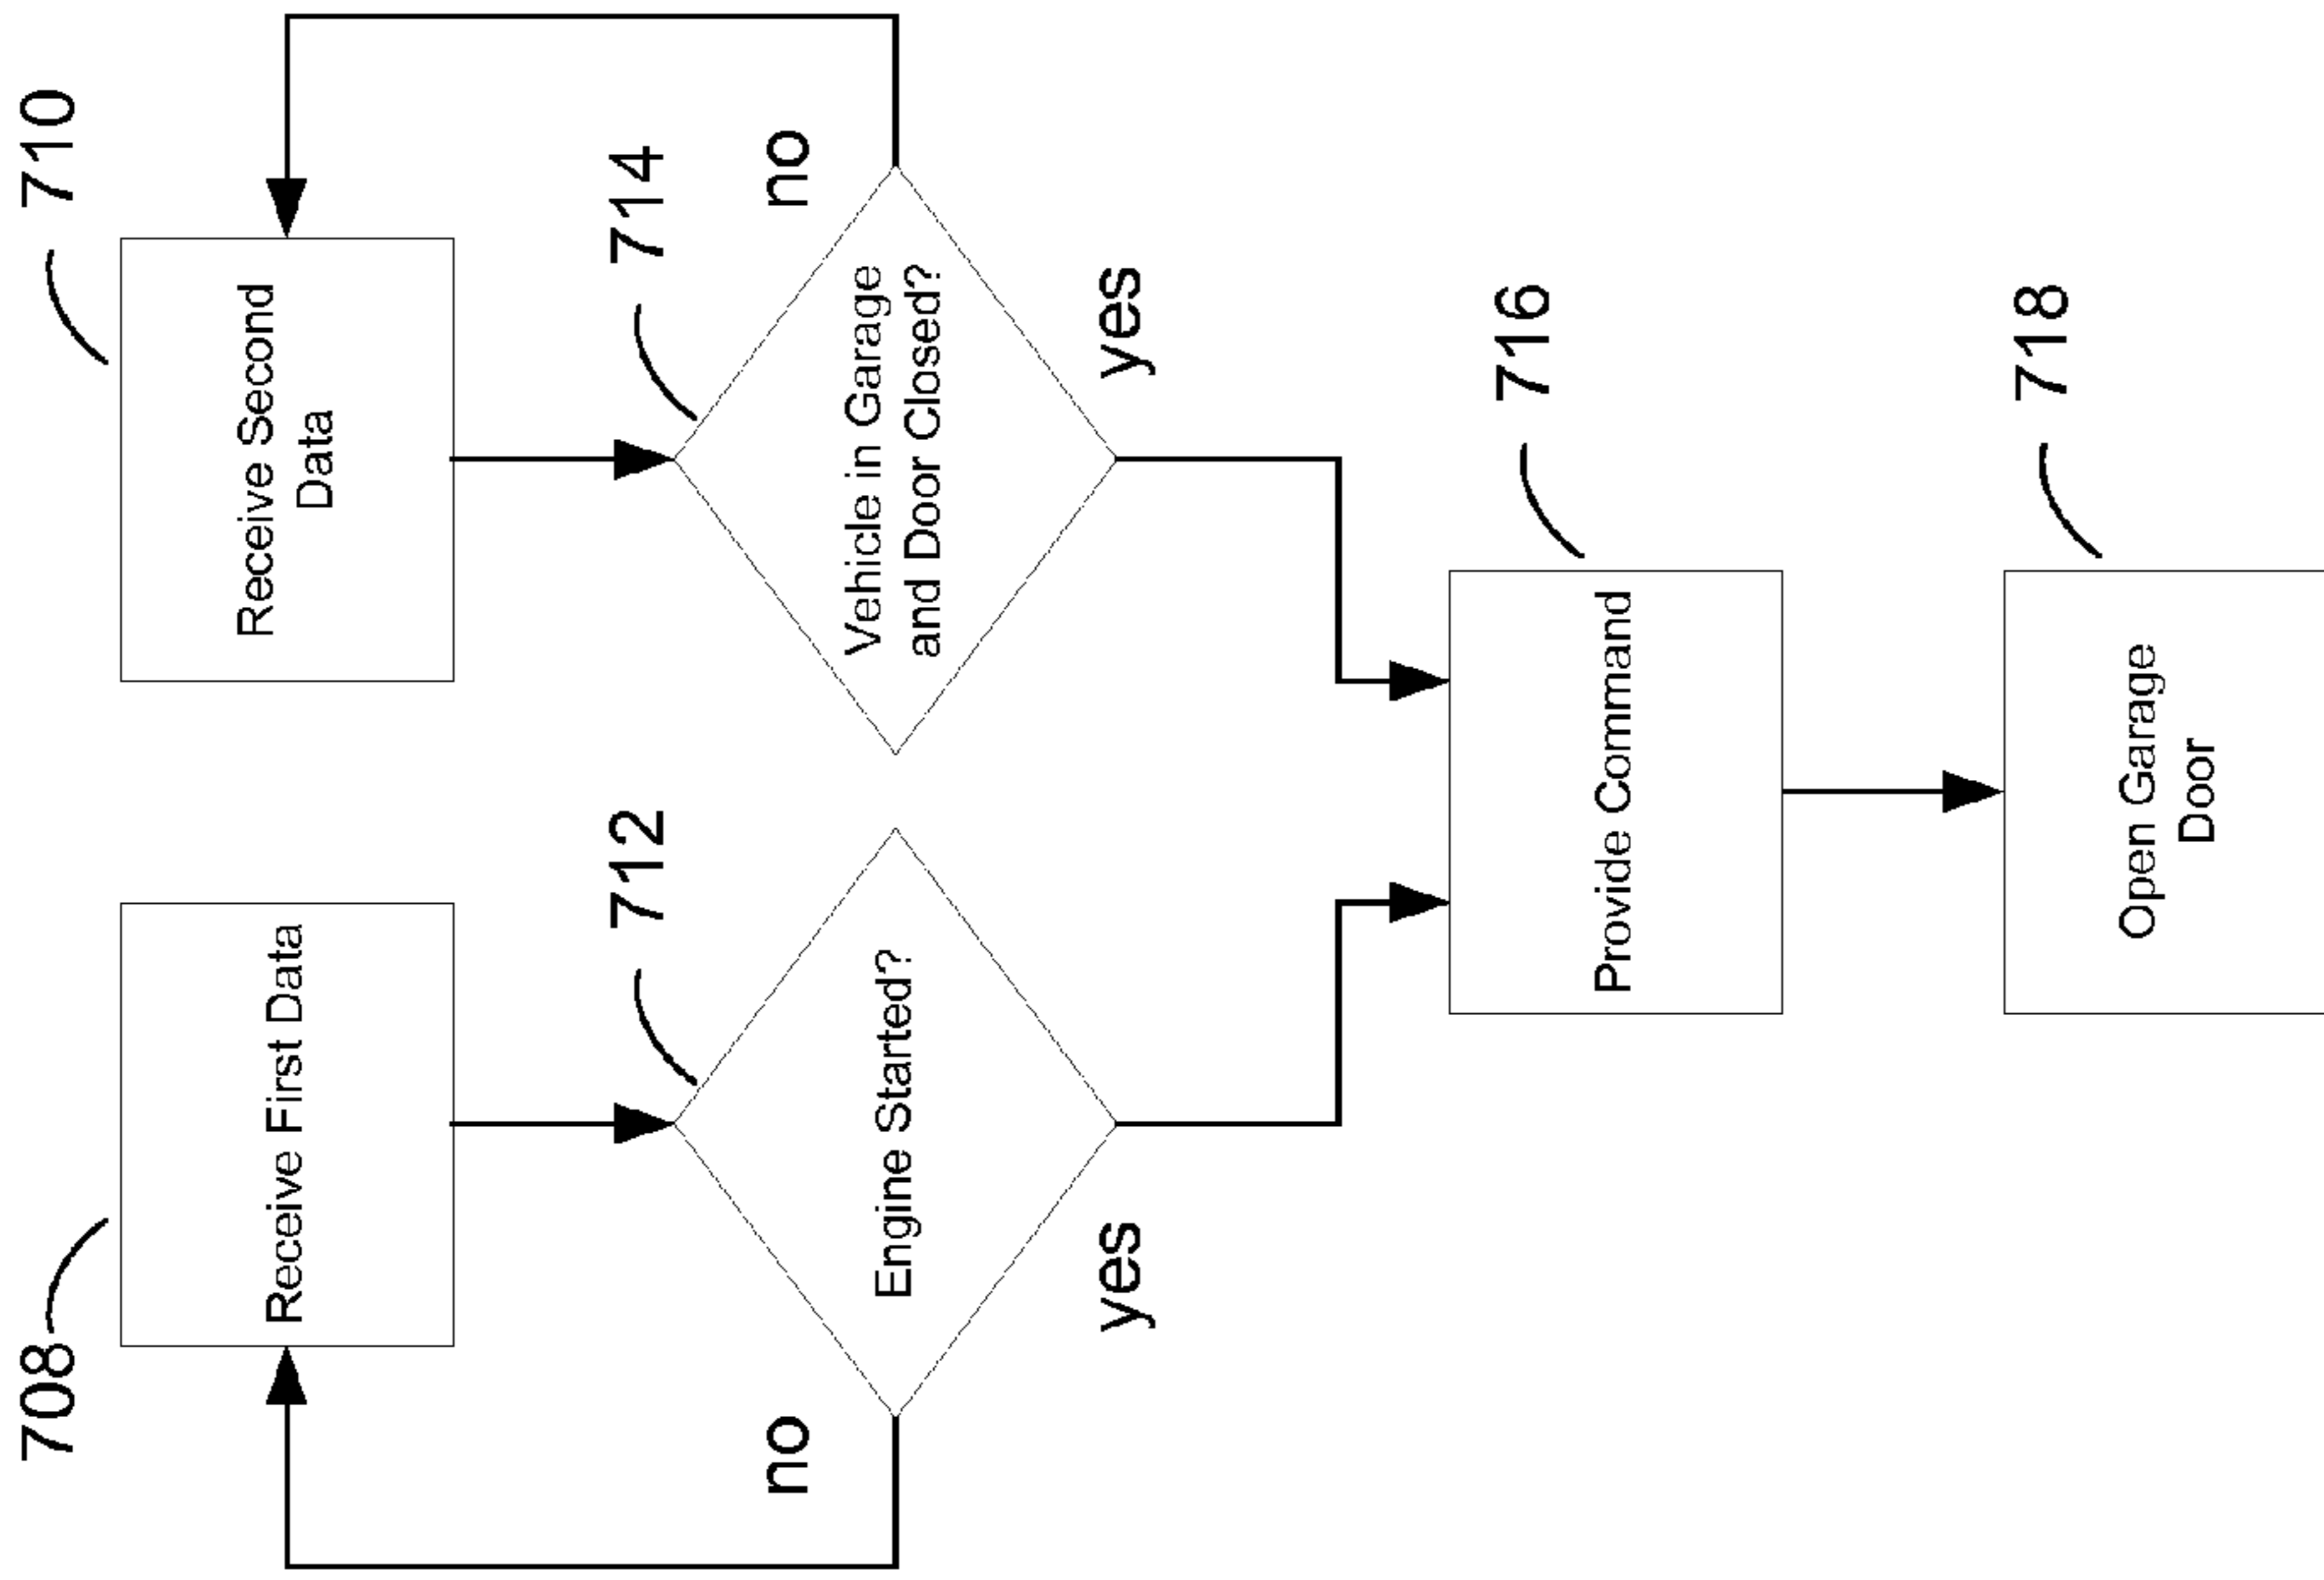 708
Receive First Data
710
Receive Second
Data
712
Engine Started?
no
yes
714
Vehicle in Garage
and Door Closed?
no
yes
716
Provide Command
718
Open Garage
Door